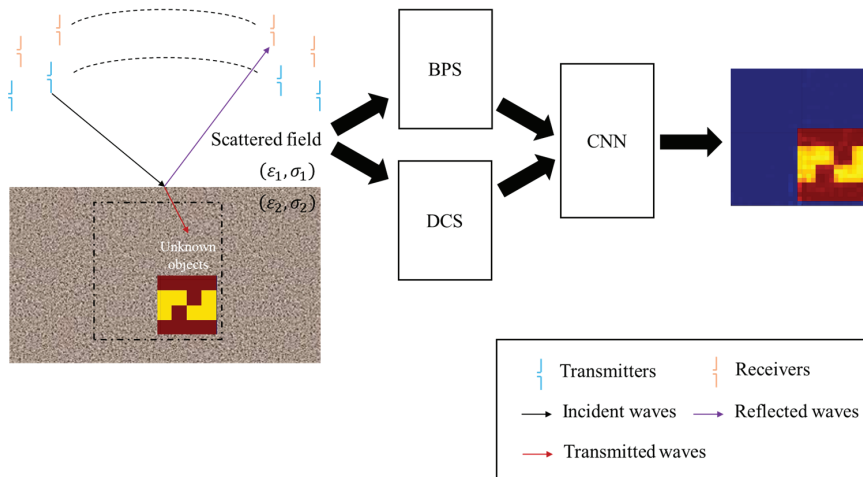 BPS
Scattered field
CNN
(ε₁, σ₁)
(ε₂, σ₂)
DCS
Unknown
objects
Transmitters
Receivers
Incident waves
Reflected waves
Transmitted waves